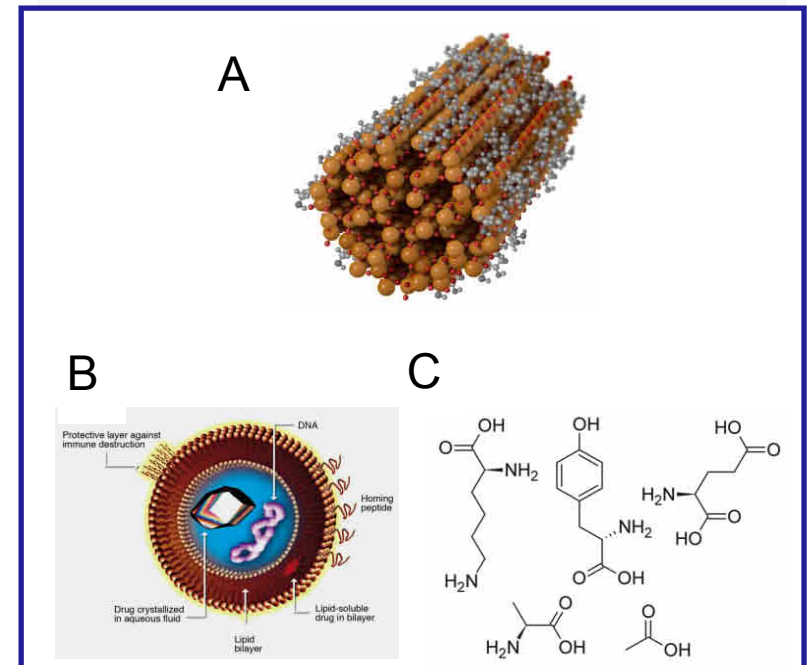 A
B
C
Protective layer against
immune destruction
DNA
Homing
peptide
Drug crystallized
in aqueous fluid
Lipid
bilayer
Lipid-soluble
drug in bilayer
OH
O
NH2
H2N
OH
NH2
O
OH
HO
O
H2N
O
HO
O
H2N
OH
O
OH